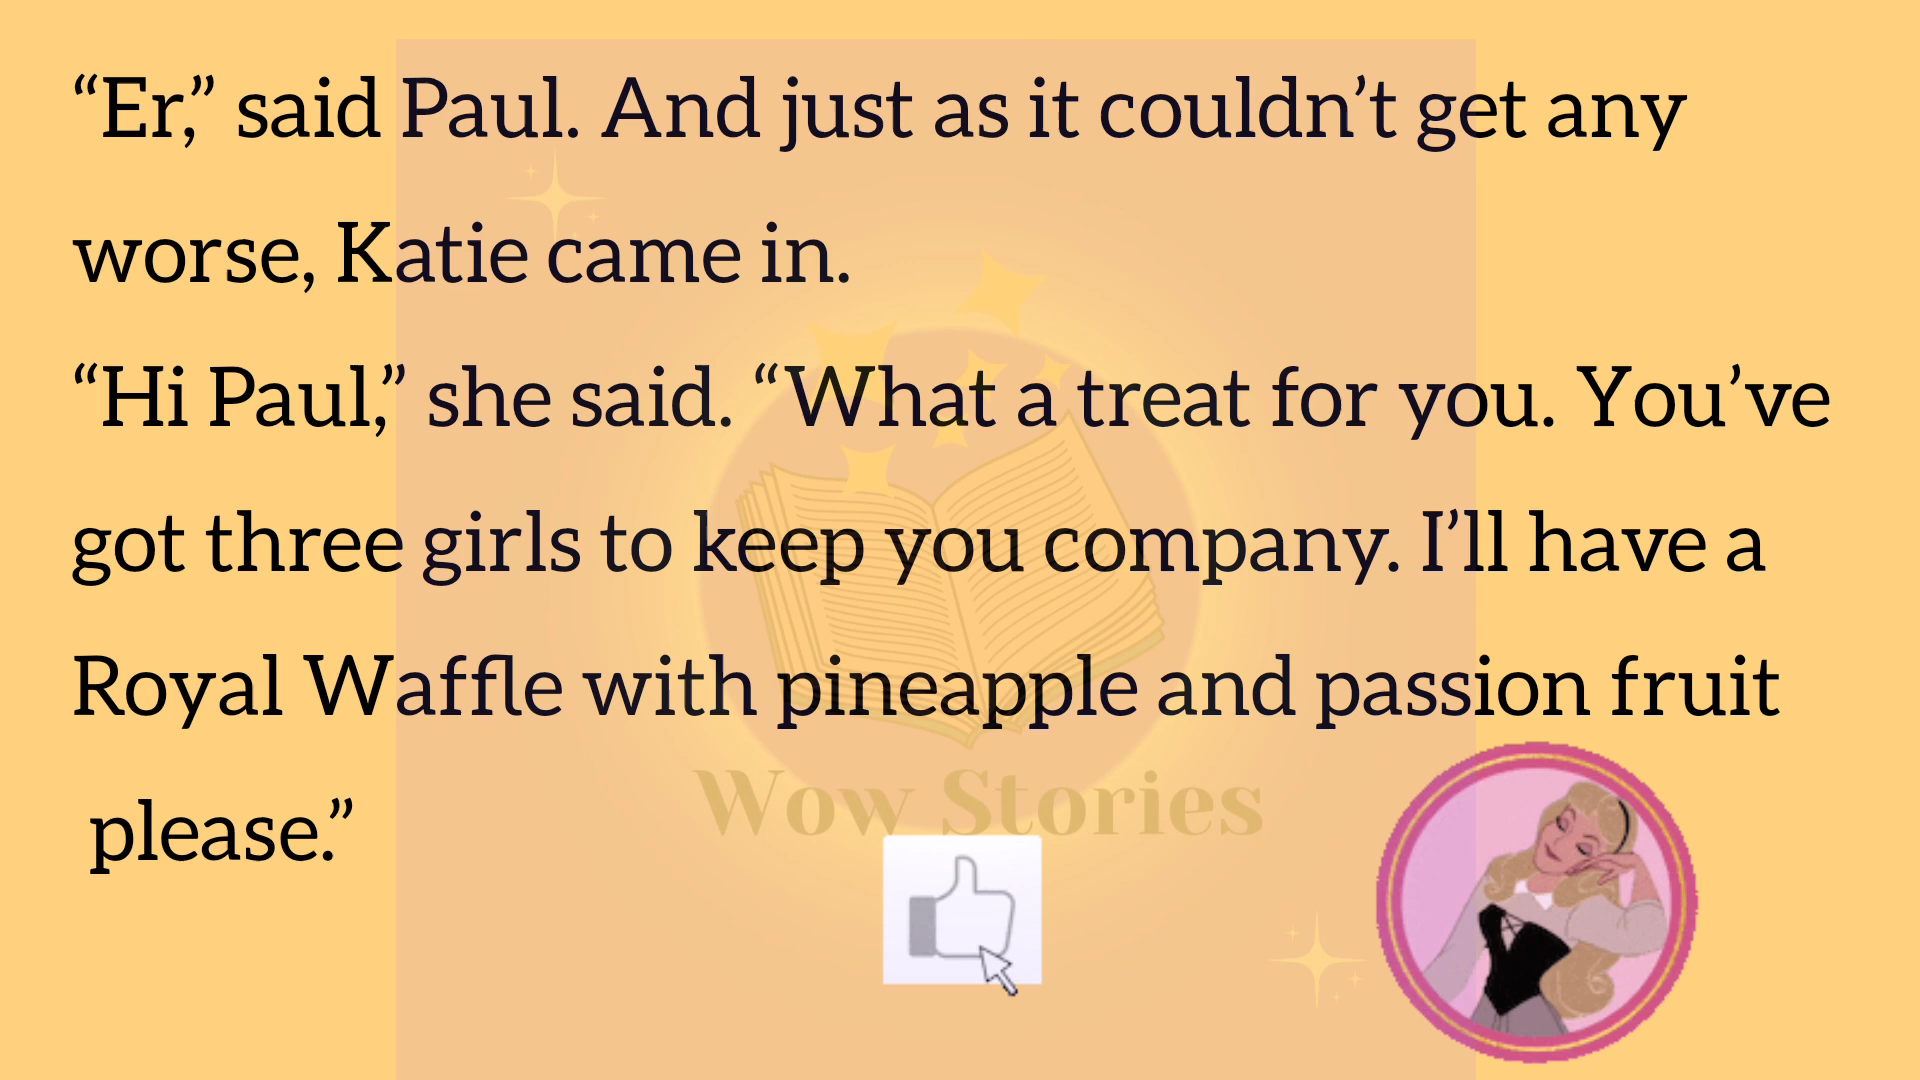 “Er,” said Paul. And just as it couldn’t get any
worse, Katie came in.
“Hi Paul,” she said. “What a treat for you. You’ve
got three girls to keep you company. I’ll have a
Royal Waffle with pineapple and passion fruit
please.”
Wow Stories